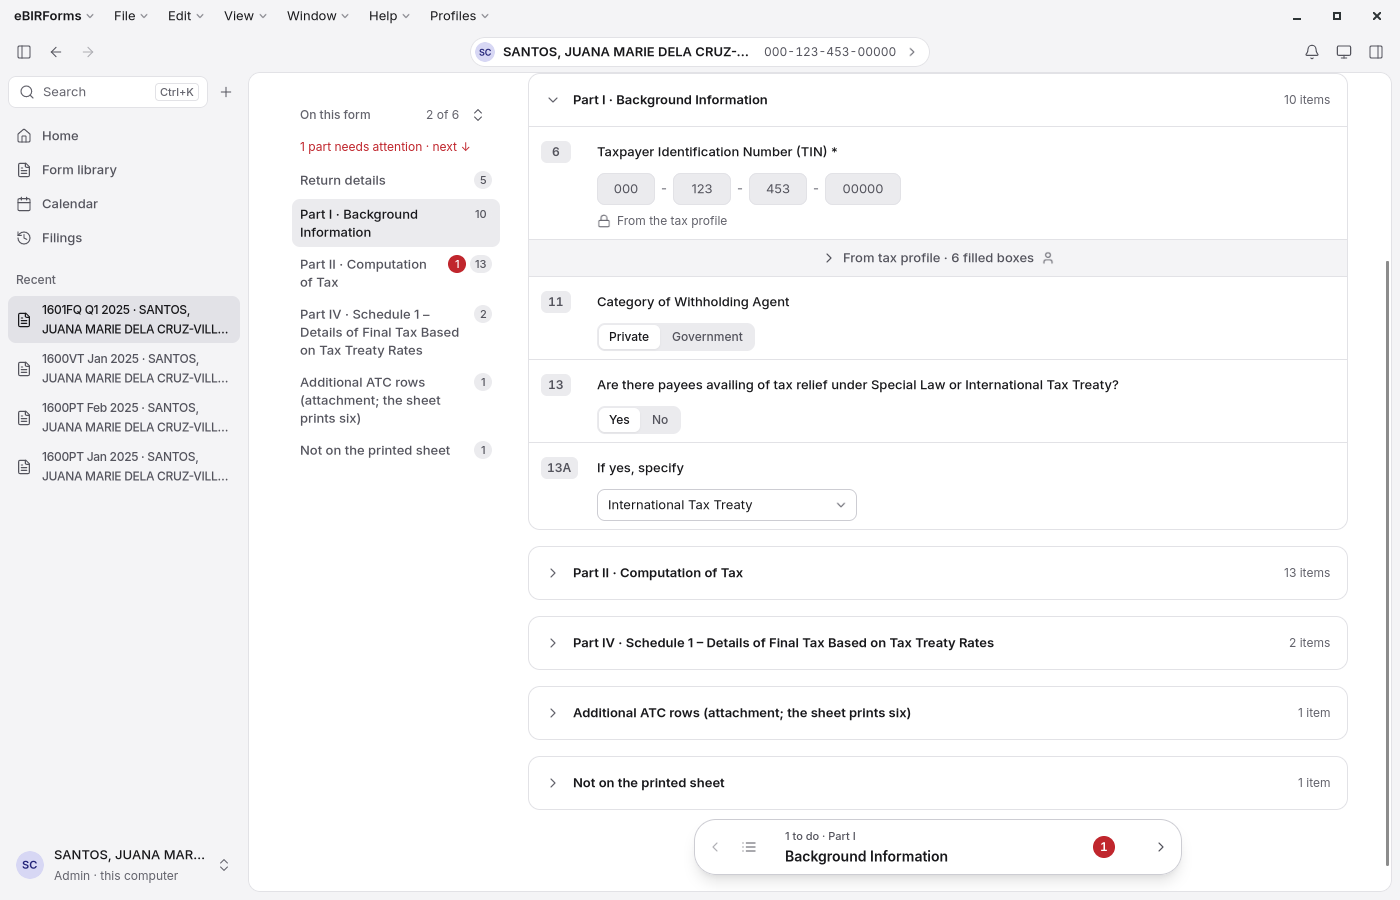 eBIRForms File Edit View Window Help Profiles
SC SANTOS, JUANA MARIE DELA CRUZ-... 000-123-453-00000
Search Ctrl+K
Home
Form library
Calendar
Filings
Recent
1601FQ Q1 2025 · SANTOS,
JUANA MARIE DELA CRUZ-VILL...
1600VT Jan 2025 · SANTOS,
JUANA MARIE DELA CRUZ-VILL...
1600PT Feb 2025 · SANTOS,
JUANA MARIE DELA CRUZ-VILL...
1600PT Jan 2025 · SANTOS,
JUANA MARIE DELA CRUZ-VILL...
SC SANTOS, JUANA MAR...
Admin · this computer
On this form 2 of 6
1 part needs attention · next ↓
Return details 5
Part I · Background 10
Information
Part II · Computation 1 13
of Tax
Part IV · Schedule 1 – 2
Details of Final Tax Based
on Tax Treaty Rates
Additional ATC rows 1
(attachment; the sheet
prints six)
Not on the printed sheet 1
Part I · Background Information 10 items
6 Taxpayer Identification Number (TIN) *
000 - 123 - 453 - 00000
From the tax profile
From tax profile · 6 filled boxes
11 Category of Withholding Agent
Private Government
13 Are there payees availing of tax relief under Special Law or International Tax Treaty?
Yes No
13A If yes, specify
International Tax Treaty
Part II · Computation of Tax 13 items
Part IV · Schedule 1 – Details of Final Tax Based on Tax Treaty Rates 2 items
Additional ATC rows (attachment; the sheet prints six) 1 item
Not on the printed sheet 1 item
1 to do · Part I
Background Information 1